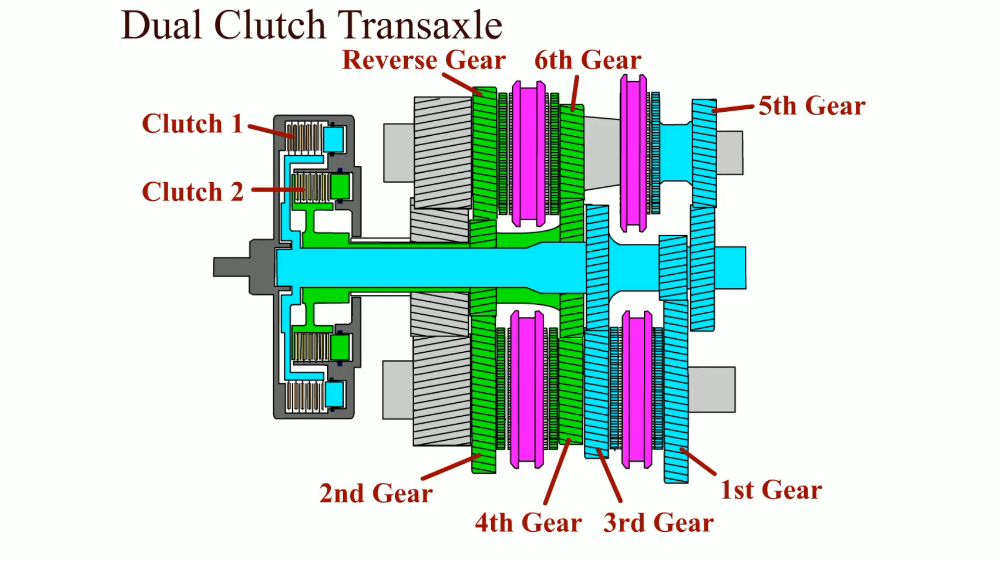 Dual Clutch Transaxle
Reverse Gear
6th Gear
5th Gear
Clutch 1
Clutch 2
2nd Gear
1st Gear
4th Gear
3rd Gear